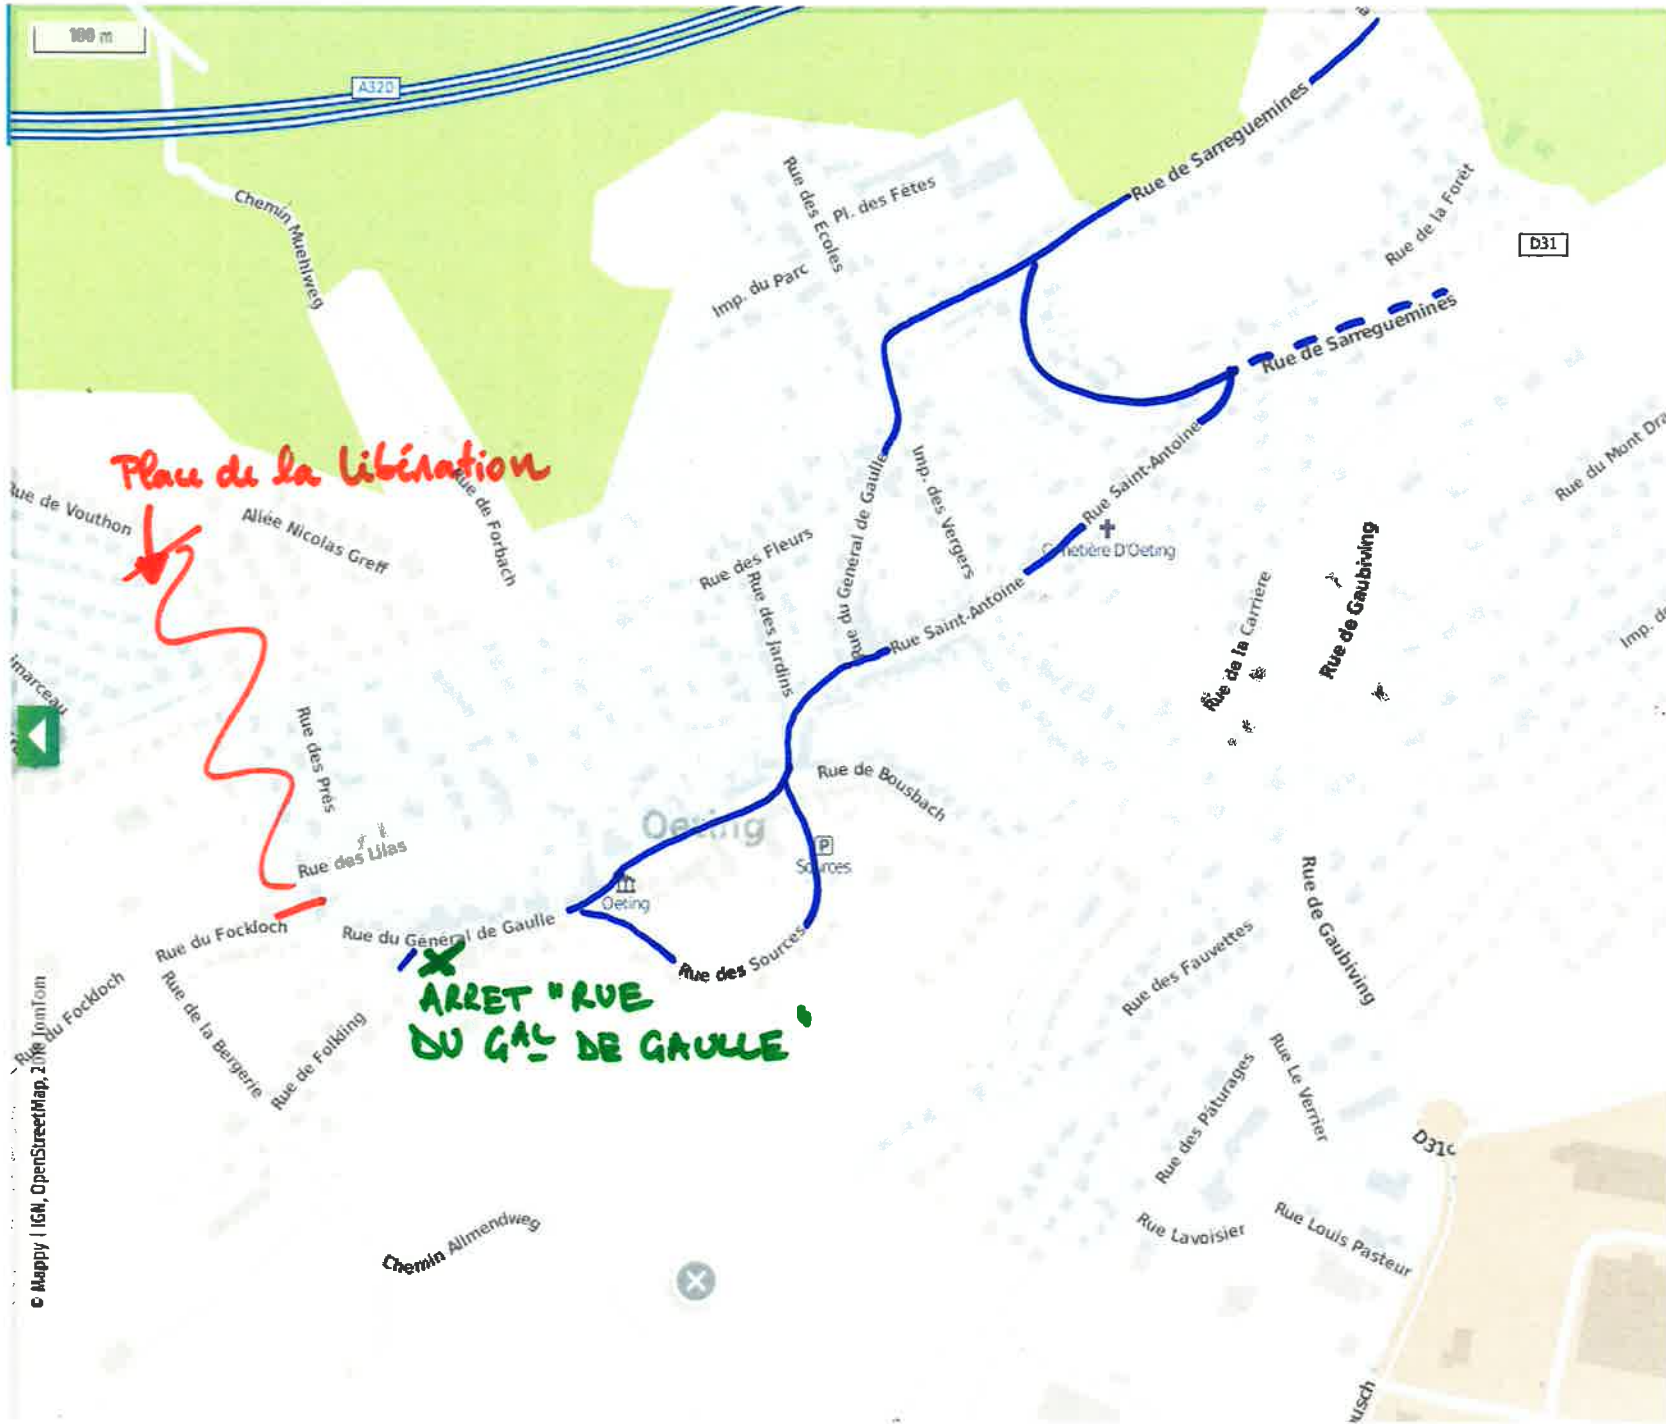 100 m
A320
Rue de Sarreguemines
Chemin Muehlweg
Rue des Ecoles
Pl. des Fêtes
Imp. du Parc
Rue de la Forêt
D31
Rue de Sarreguemines
Place de la Libération
Rue de Vouthon
Allée Nicolas Greff
Rue de Forbach
Rue du Général de Gaulle
Imp. des Vergers
Rue Saint-Antoine
Cimetière D'Oeting
Rue du Mont Dra
Rue des Fleurs
Rue des Jardins
Rue Saint-Antoine
Rue de la Carrière
Rue de Gaubiving
Imp. d
imarceau
Rue des Prés
Rue de Bousbach
Oeting
P
Sources
Rue des Lilas
Oeting
Rue du Fockloch
Rue du Général de Gaulle
Rue des Sources
Rue de Gaubiving
Rue des Fauvettes
ARRET "RUE
DU GAL DE GAULLE"
Rue du Fockloch
Rue de la Bergerie
Rue de Folkling
Rue des Pâturages
Rue Le Verrier
D31c
Chemin Allmendweg
Rue Lavoisier
Rue Louis Pasteur
usch
© Mappy | IGN, OpenStreetMap, 2018 TomTom